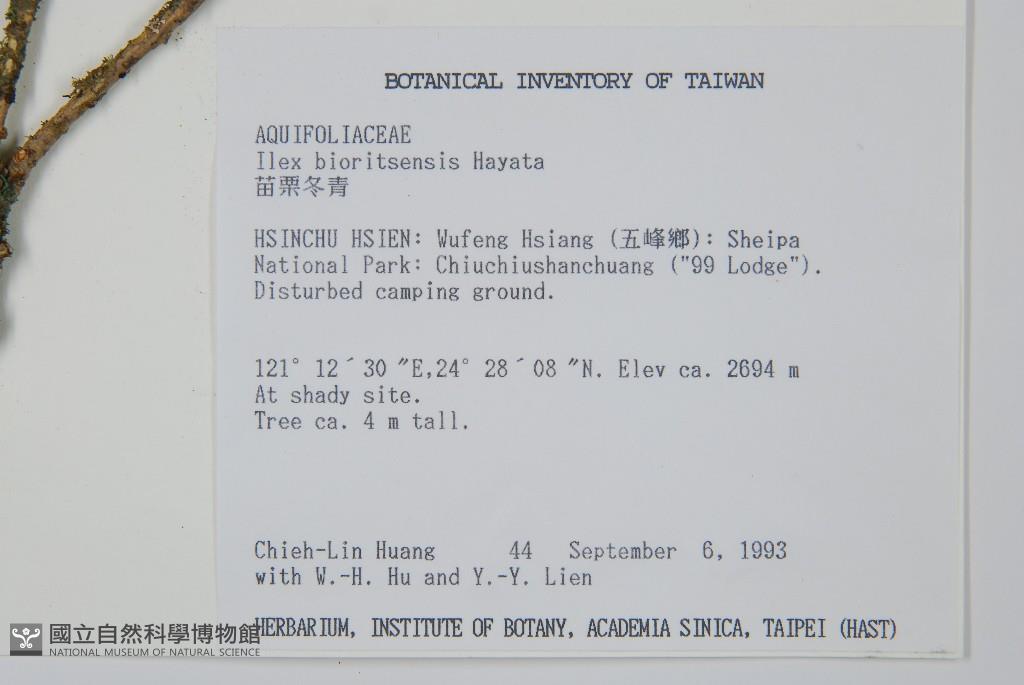 BOTANICAL INVENTORY OF TAIWAN
AQUIFOLIACEAE
Ilex bioritsensis Hayata
苗栗冬青
HSINCHU HSIEN: Wufeng Hsiang (五峰鄉): Sheipa
National Park: Chiuchiushanchuang ("99 Lodge").
Disturbed camping ground.
121° 12´30 ″E,24° 28´08 ″N. Elev ca. 2694 m
At shady site.
Tree ca. 4 m tall.
Chieh-Lin Huang 44 September 6, 1993
with W.-H. Hu and Y.-Y. Lien
HERBARIUM, INSTITUTE OF BOTANY, ACADEMIA SINICA, TAIPEI (HAST)
國立自然科學博物館
NATIONAL MUSEUM OF NATURAL SCIENCE